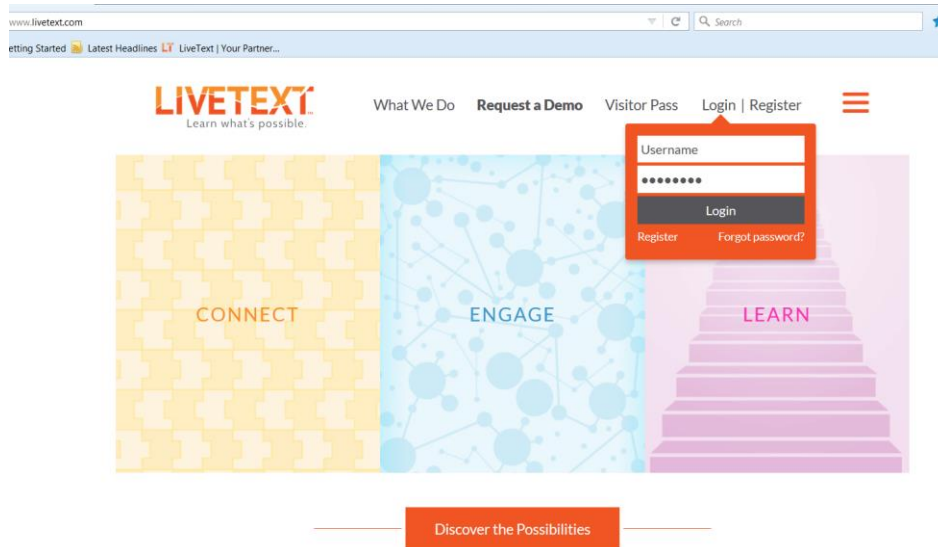 www.livetext.com
Search
etting Started Latest Headlines LT LiveText | Your Partner...
LIVETEXT
Learn what's possible.
What We Do Request a Demo Visitor Pass Login | Register
Username
Login
Register Forgot password?
CONNECT ENGAGE LEARN
Discover the Possibilities